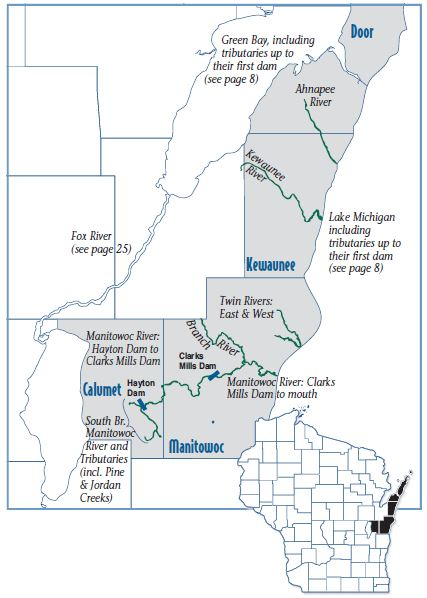 Door
Green Bay, including
tributaries up to
their first dam
(see page 8)
Ahnapee
River
Kewaunee
River
Lake Michigan
including
tributaries up to
their first dam
(see page 8)
Fox River
(see page 25)
Kewaunee
Twin Rivers:
East & West
Branch
River
Manitowoc River:
Hayton Dam to
Clarks Mills Dam
Clarks
Mills Dam
Calumet
Hayton
Dam
Manitowoc River: Clarks
Mills Dam to mouth
South Br.
Manitowoc
River and
Tributaries
(incl. Pine
& Jordan
Creeks)
Manitowoc